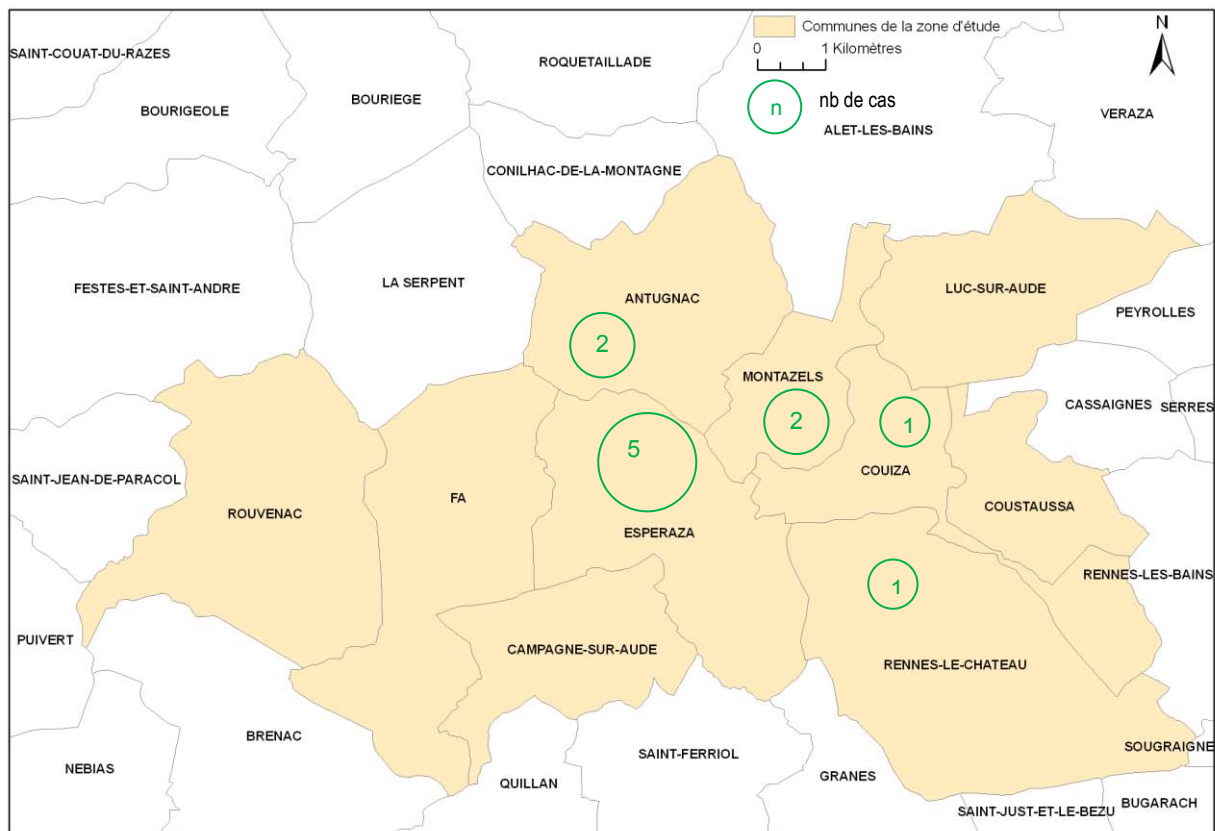 Communes de la zone d'étude
0 1 Kilomètres
N
n nb de cas
SAINT-COUAT-DU-RAZES
BOURIGEOLE
BOURIEGE
ROQUETAILLADE
ALET-LES-BAINS
VERAZA
CONILHAC-DE-LA-MONTAGNE
FESTES-ET-SAINT-ANDRE
LA SERPENT
ANTUGNAC
LUC-SUR-AUDE
PEYROLLES
2
MONTAZELS
CASSAIGNES
SERRES
2
1
5
COUIZA
SAINT-JEAN-DE-PARACOL
ROUVENAC
FA
ESPERAZA
COUSTAUSSA
RENNES-LES-BAINS
1
PUIVERT
CAMPAGNE-SUR-AUDE
RENNES-LE-CHATEAU
BRENAC
SAINT-FERRIOL
SOUGRAIGNE
NEBIAS
QUILLAN
GRANES
SAINT-JUST-ET-LE-BEZU
BUGARACH